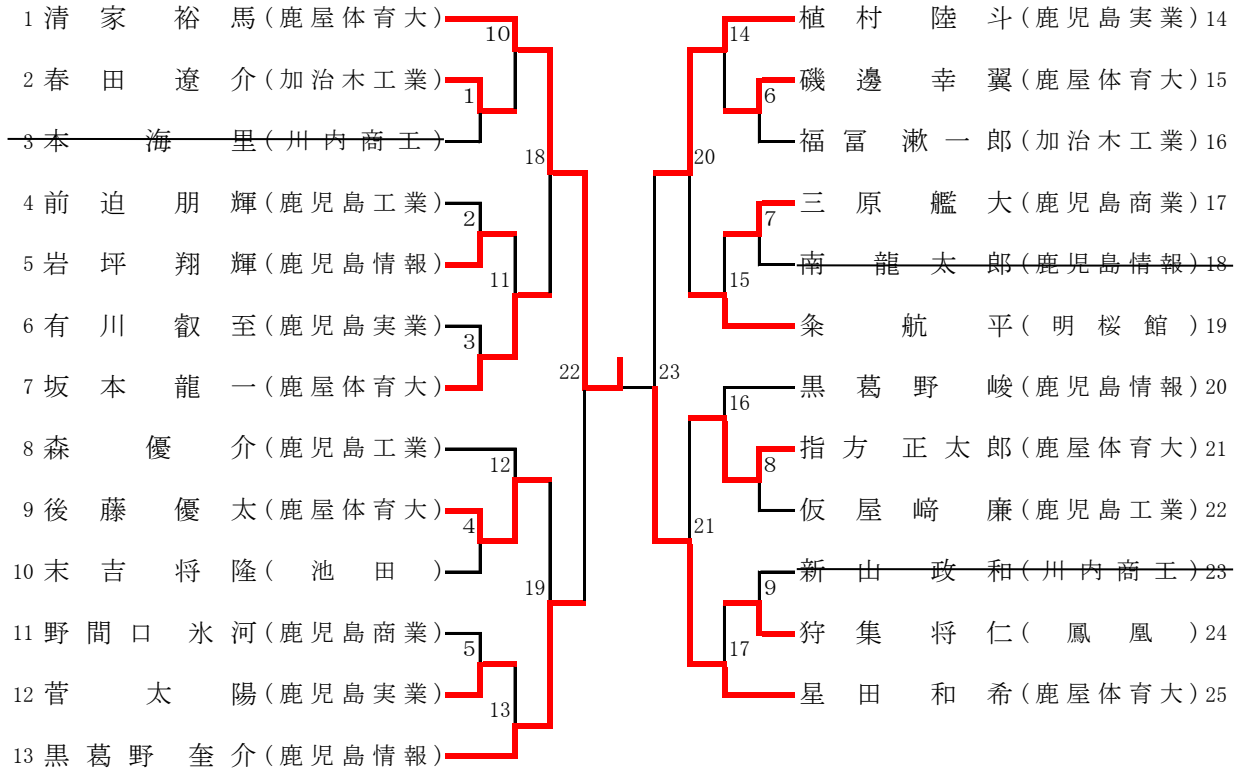 1 清家裕馬(鹿屋体育大)
2 春田遼介(加治木工業)
3 本海里(川内商工)
4 前迫朋輝(鹿児島工業)
5 岩坪翔輝(鹿児島情報)
6 有川叡至(鹿児島実業)
7 坂本龍一(鹿屋体育大)
8 森優介(鹿児島工業)
9 後藤優太(鹿屋体育大)
10 末吉将隆(池田)
11 野間口氷河(鹿児島商業)
12 菅太陽(鹿児島実業)
13 黒葛野奎介(鹿児島情報)
10
1
18
2
11
3
22
12
4
19
5
13
14
6
20
7
15
23
16
8
21
9
17
植村陸斗(鹿児島実業)14
磯邊幸翼(鹿屋体育大)15
福冨漱一郎(加治木工業)16
三原艦大(鹿児島商業)17
南龍太郎(鹿児島情報)18
粂航平(明桜館)19
黒葛野峻(鹿児島情報)20
指方正太郎(鹿屋体育大)21
仮屋﨑廉(鹿児島工業)22
新山政和(川内商工)23
狩集将仁(鳳凰)24
星田和希(鹿屋体育大)25